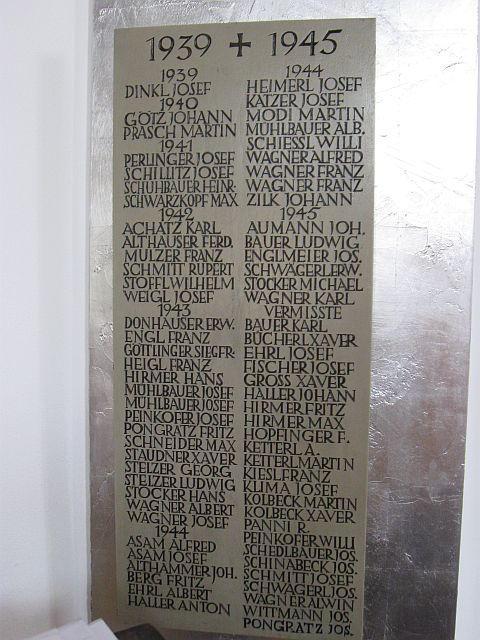 1939 + 1945
1939
DINKL JOSEF
1940
GÖTZ JOHANN
PRASCH MARTIN
1941
PERLINGER JOSEF
SCHILLITZ JOSEF
SCHUHBAUER HEINR.
SCHWARZKOPF MAX
1942
ACHATZ KARL
ALTHAUSER FERD.
MULZER FRANZ
SCHMITT RUPERT
STOFFL WILHELM
WEIGL JOSEF
1943
DONHAUSER ERW.
ENGL FRANZ
GÖTTLINGER SIEGFR.
HEIGL FRANZ
HIRMER HANS
MÜHLBAUER JOSEF
MÜHLBAUER JOSEF
PEINKOFER JOSEF
PONGRATZ FRITZ
SCHNEIDER MAX
STAUDNER XAVER
STELZER GEORG
STELZER LUDWIG
STOCKER HANS
WAGNER ALBERT
WAGNER JOSEF
1944
ASAM ALFRED
ASAM JOSEF
ALTHAMMER JOH.
BERG FRITZ
EHRL ALBERT
HALLER ANTON
1944
HEIMERL JOSEF
KATZER JOSEF
MODI MARTIN
MÜHLBAUER ALB.
SCHIESSL WILLI
WAGNER ALFRED
WAGNER FRANZ
WAGNER FRANZ
ZILK JOHANN
1945
AUMANN JOH.
BAUER LUDWIG
ENGLMEIER JOS.
SCHWÄGERL ERW.
STOCKER MICHAEL
WAGNER KARL
VERMISSTE
BAUER KARL
BÜCHERL XAVER
EHRL JOSEF
FISCHER JOSEF
GROSS XAVER
HALLER JOHANN
HIRMER FRITZ
HIRMER MAX
HOPFINGER F.
KEITERL A.
KEITERL MARTIN
KIESL FRANZ
KLIMA JOSEF
KOLBECK MARTIN
KOLBECK XAVER
PANNI R.
PEINKOFER WILLI
SCHEDLBAUER JOS.
SCHINABECK JOS.
SCHMITT JOSEF
SCHWÄGERL JOS.
WAGNER ALWIN
WITTMANN JOS.
PONGRATZ JOS.